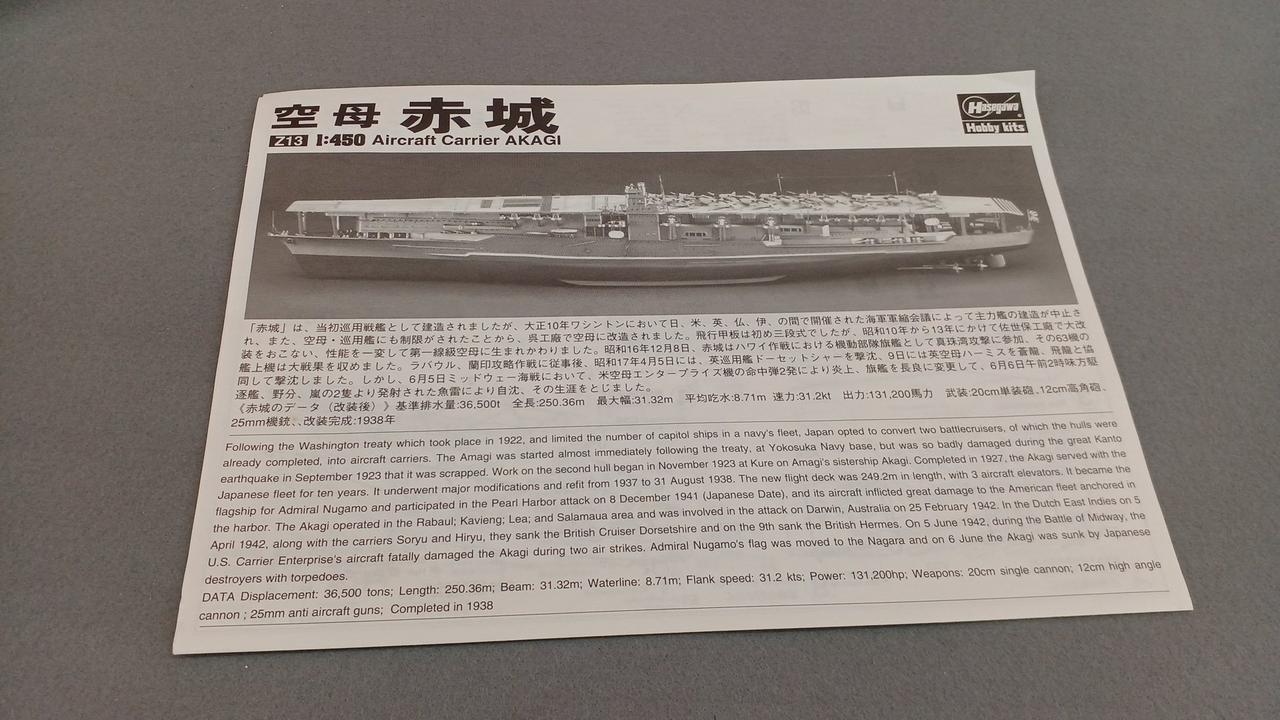 空母 赤城
Z13 1:450 Aircraft Carrier AKAGI
Hasegawa
Hobby kits
「赤城」は、当初巡用戦艦として建造されましたが、大正10年ワシントンにおいて日、米、英、仏、伊、の間で開催された海軍軍縮会議によって主力艦の建造が中止さ
れ、また、空母・巡用艦にも制限がされたことから、呉工廠で空母に改造されました。飛行甲板は初め三段式でしたが、昭和10年から13年にかけて佐世保工廠で大改
装をおこない、性能を一変して第一線級空母に生まれかわりました。昭和16年12月8日、赤城はハワイ作戦における機動部隊旗艦として真珠湾攻撃に参加、その63機の
艦上機は大戦果を収めました。ラバウル、蘭印攻略作戦に従事後、昭和17年4月5日には、英巡用艦ドーセットシャーを撃沈、9日には英空母ハーミスを蒼龍、飛龍と協
同して撃沈しました。しかし、6月5日ミッドウェー海戦において、米空母エンタープライズ機の命中弾2発により炎上、旗艦を長良に変更して、6月6日午前2時味方駆
逐艦、野分、嵐の2隻より発射された魚雷により自沈、その生涯をとじました。
《赤城のデータ（改装後）》基準排水量:36,500t 全長:250.36m 最大幅:31.32m 平均吃水:8.71m 速力:31.2kt 出力:131,200馬力 武装:20cm単装砲、12cm高角砲、
25mm機銃、改装完成:1938年
Following the Washington treaty which took place in 1922, and limited the number of capitol ships in a navy's fleet, Japan opted to convert two battlecruisers, of which the hulls were
already completed, into aircraft carriers. The Amagi was started almost immediately following the treaty, at Yokosuka Navy base, but was so badly damaged during the great Kanto
earthquake in September 1923 that it was scrapped. Work on the second hull began in November 1923 at Kure on Amagi's sistership Akagi. Completed in 1927, the Akagi served with the
Japanese fleet for ten years. It underwent major modifications and refit from 1937 to 31 August 1938. The new flight deck was 249.2m in length, with 3 aircraft elevators. It became the
flagship for Admiral Nugamo and participated in the Pearl Harbor attack on 8 December 1941 (Japanese Date), and its aircraft inflicted great damage to the American fleet anchored in
the harbor. The Akagi operated in the Rabaul; Kavieng; Lea; and Salamaua area and was involved in the attack on Darwin, Australia on 25 February 1942. In the Dutch East Indies on 5
April 1942, along with the carriers Soryu and Hiryu, they sank the British Cruiser Dorsetshire and on the 9th sank the British Hermes. On 5 June 1942, during the Battle of Midway, the
U.S. Carrier Enterprise's aircraft fatally damaged the Akagi during two air strikes. Admiral Nugamo's flag was moved to the Nagara and on 6 June the Akagi was sunk by Japanese
destroyers with torpedoes.
DATA Displacement: 36,500 tons; Length: 250.36m; Beam: 31.32m; Waterline: 8.71m; Flank speed: 31.2 kts; Power: 131,200hp; Weapons: 20cm single cannon; 12cm high angle
cannon ; 25mm anti aircraft guns; Completed in 1938